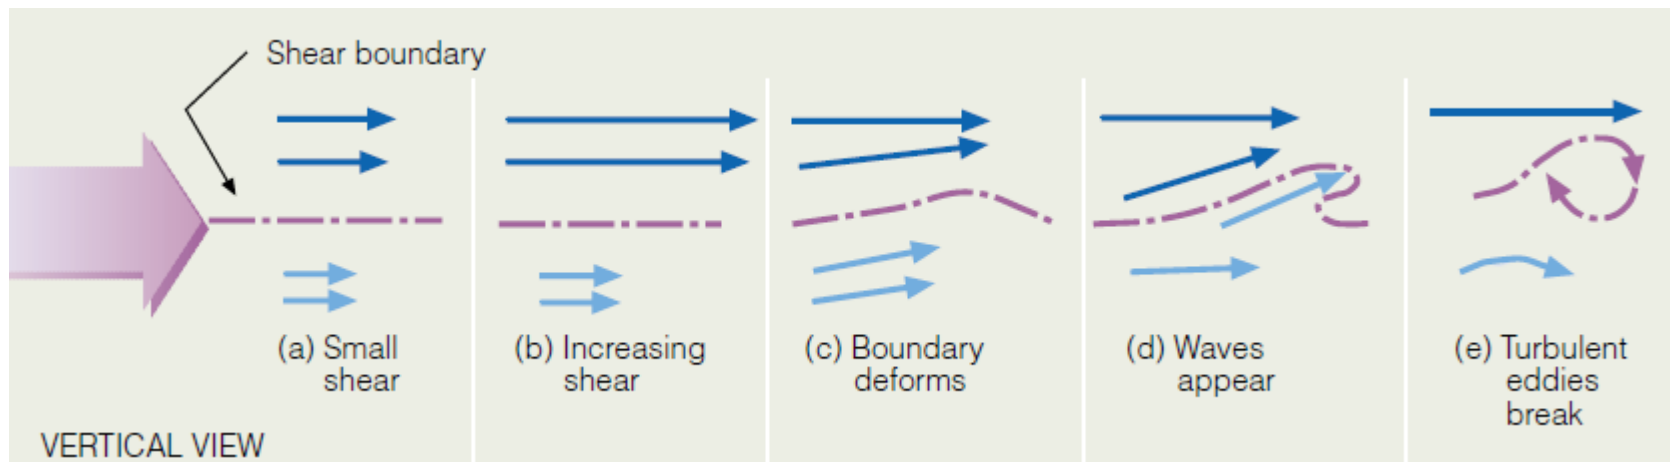 Shear boundary
(a) Small
shear
(b) Increasing
shear
(c) Boundary
deforms
(d) Waves
appear
(e) Turbulent
eddies
break
VERTICAL VIEW